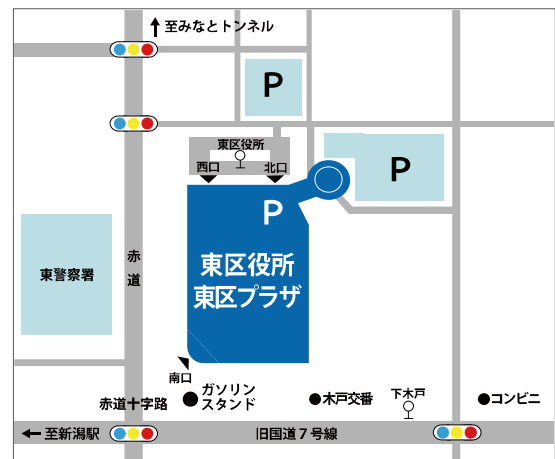 至みなとトンネル
P
東区役所
西口
北口
P
P
東区役所
東区プラザ
赤道
東警察署
南口
ガソリン
スタンド
木戸交番
下木戸
コンビニ
赤道十字路
至新潟駅
旧国道7号線